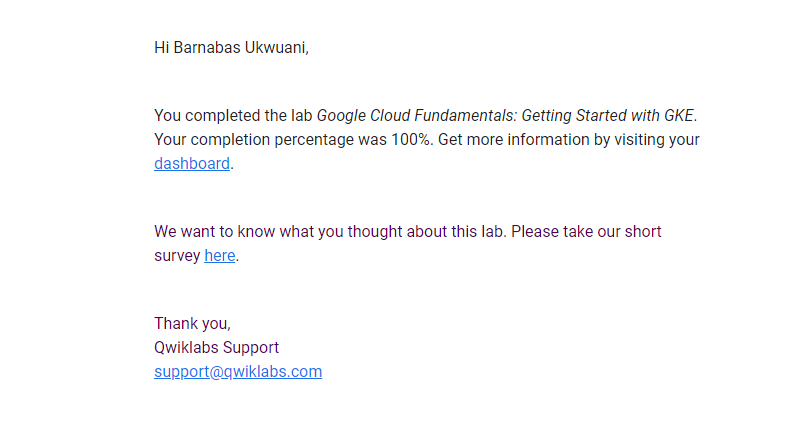 Hi Barnabas Ukwuani,
You completed the lab Google Cloud Fundamentals: Getting Started with GKE.
Your completion percentage was 100%. Get more information by visiting your
dashboard.
We want to know what you thought about this lab. Please take our short
survey here.
Thank you,
Qwiklabs Support
support@qwiklabs.com